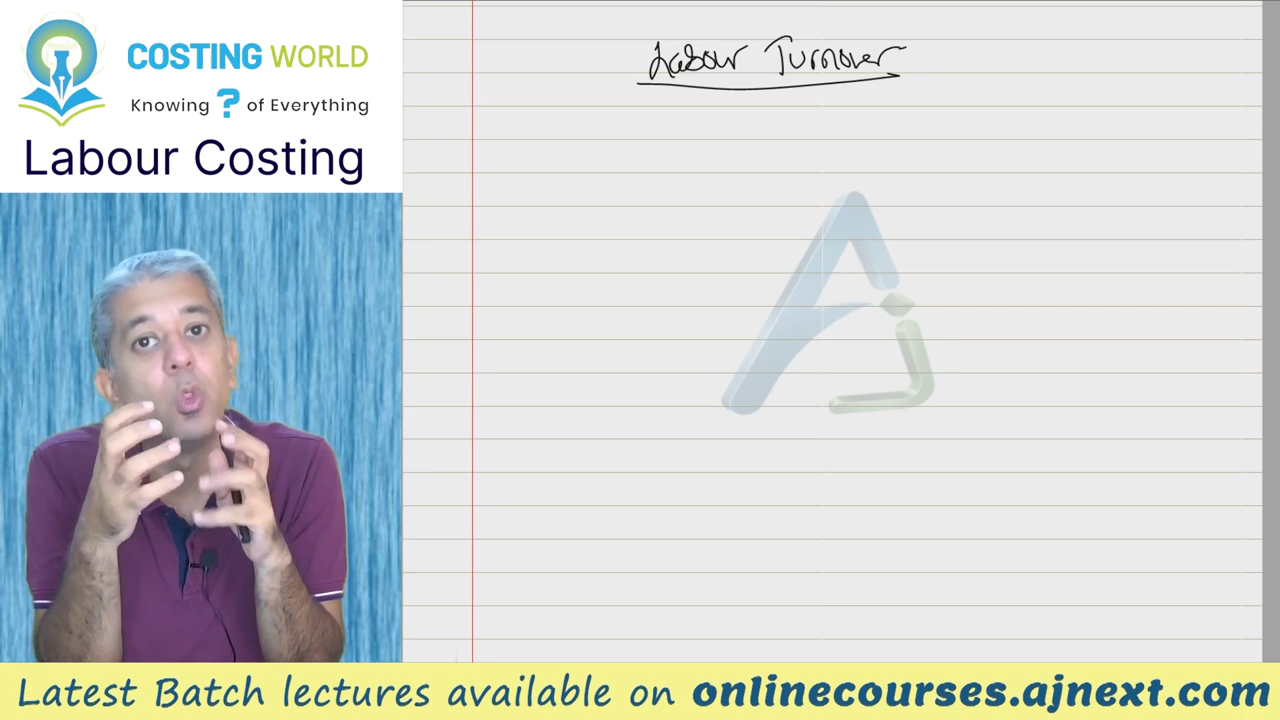 COSTING WORLD
Knowing ? of Everything
Labour Costing
Labour Turnover
Latest Batch lectures available on onlinecourses.ajnext.com